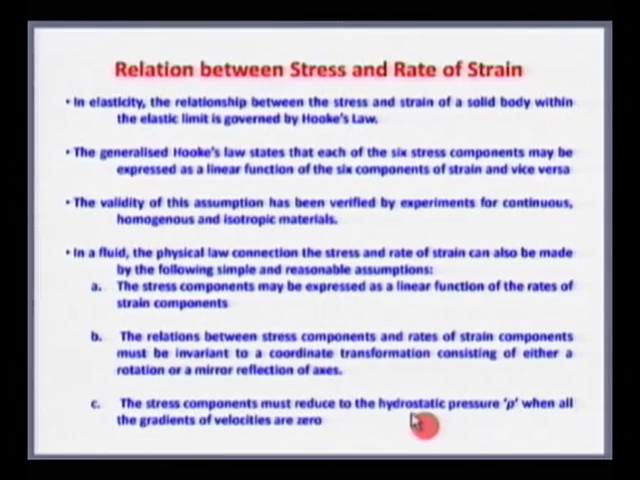 Relation between Stress and Rate of Strain
• In elasticity, the relationship between the stress and strain of a solid body within
the elastic limit is governed by Hooke's Law.
• The generalised Hooke's law states that each of the six stress components may be
expressed as a linear function of the six components of strain and vice versa
• The validity of this assumption has been verified by experiments for continuous,
homogenous and isotropic materials.
• In a fluid, the physical law connection the stress and rate of strain can also be made
by the following simple and reasonable assumptions:
a. The stress components may be expressed as a linear function of the rates of
strain components
b. The relations between stress components and rates of strain components
must be invariant to a coordinate transformation consisting of either a
rotation or a mirror reflection of axes.
c. The stress components must reduce to the hydrostatic pressure 'p' when all
the gradients of velocities are zero